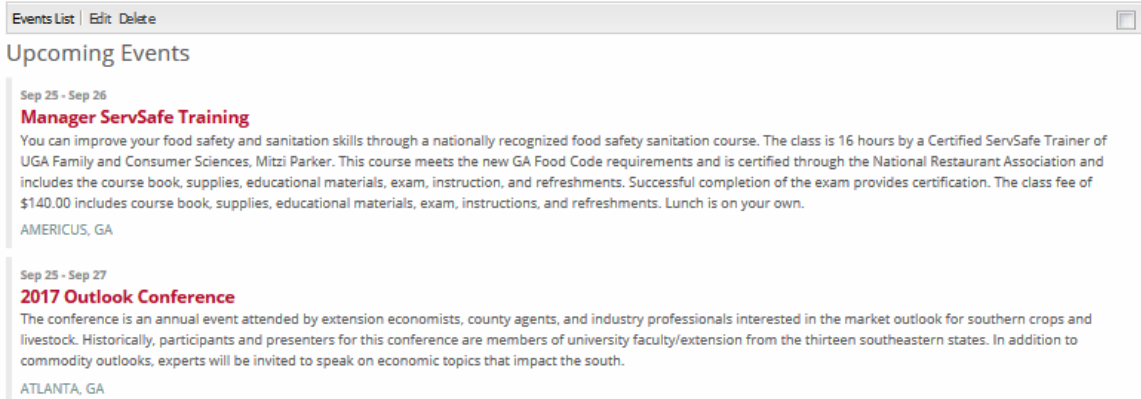 Events List | Edit Delete
Upcoming Events
Sep 25 - Sep 26
Manager ServSafe Training
You can improve your food safety and sanitation skills through a nationally recognized food safety sanitation course. The class is 16 hours by a Certified ServSafe Trainer of
UGA Family and Consumer Sciences, Mitzi Parker. This course meets the new GA Food Code requirements and is certified through the National Restaurant Association and
includes the course book, supplies, educational materials, exam, instruction, and refreshments. Successful completion of the exam provides certification. The class fee of
$140.00 includes course book, supplies, educational materials, exam, instructions, and refreshments. Lunch is on your own.
AMERICUS, GA
Sep 25 - Sep 27
2017 Outlook Conference
The conference is an annual event attended by extension economists, county agents, and industry professionals interested in the market outlook for southern crops and
livestock. Historically, participants and presenters for this conference are members of university faculty/extension from the thirteen southeastern states. In addition to
commodity outlooks, experts will be invited to speak on economic topics that impact the south.
ATLANTA, GA